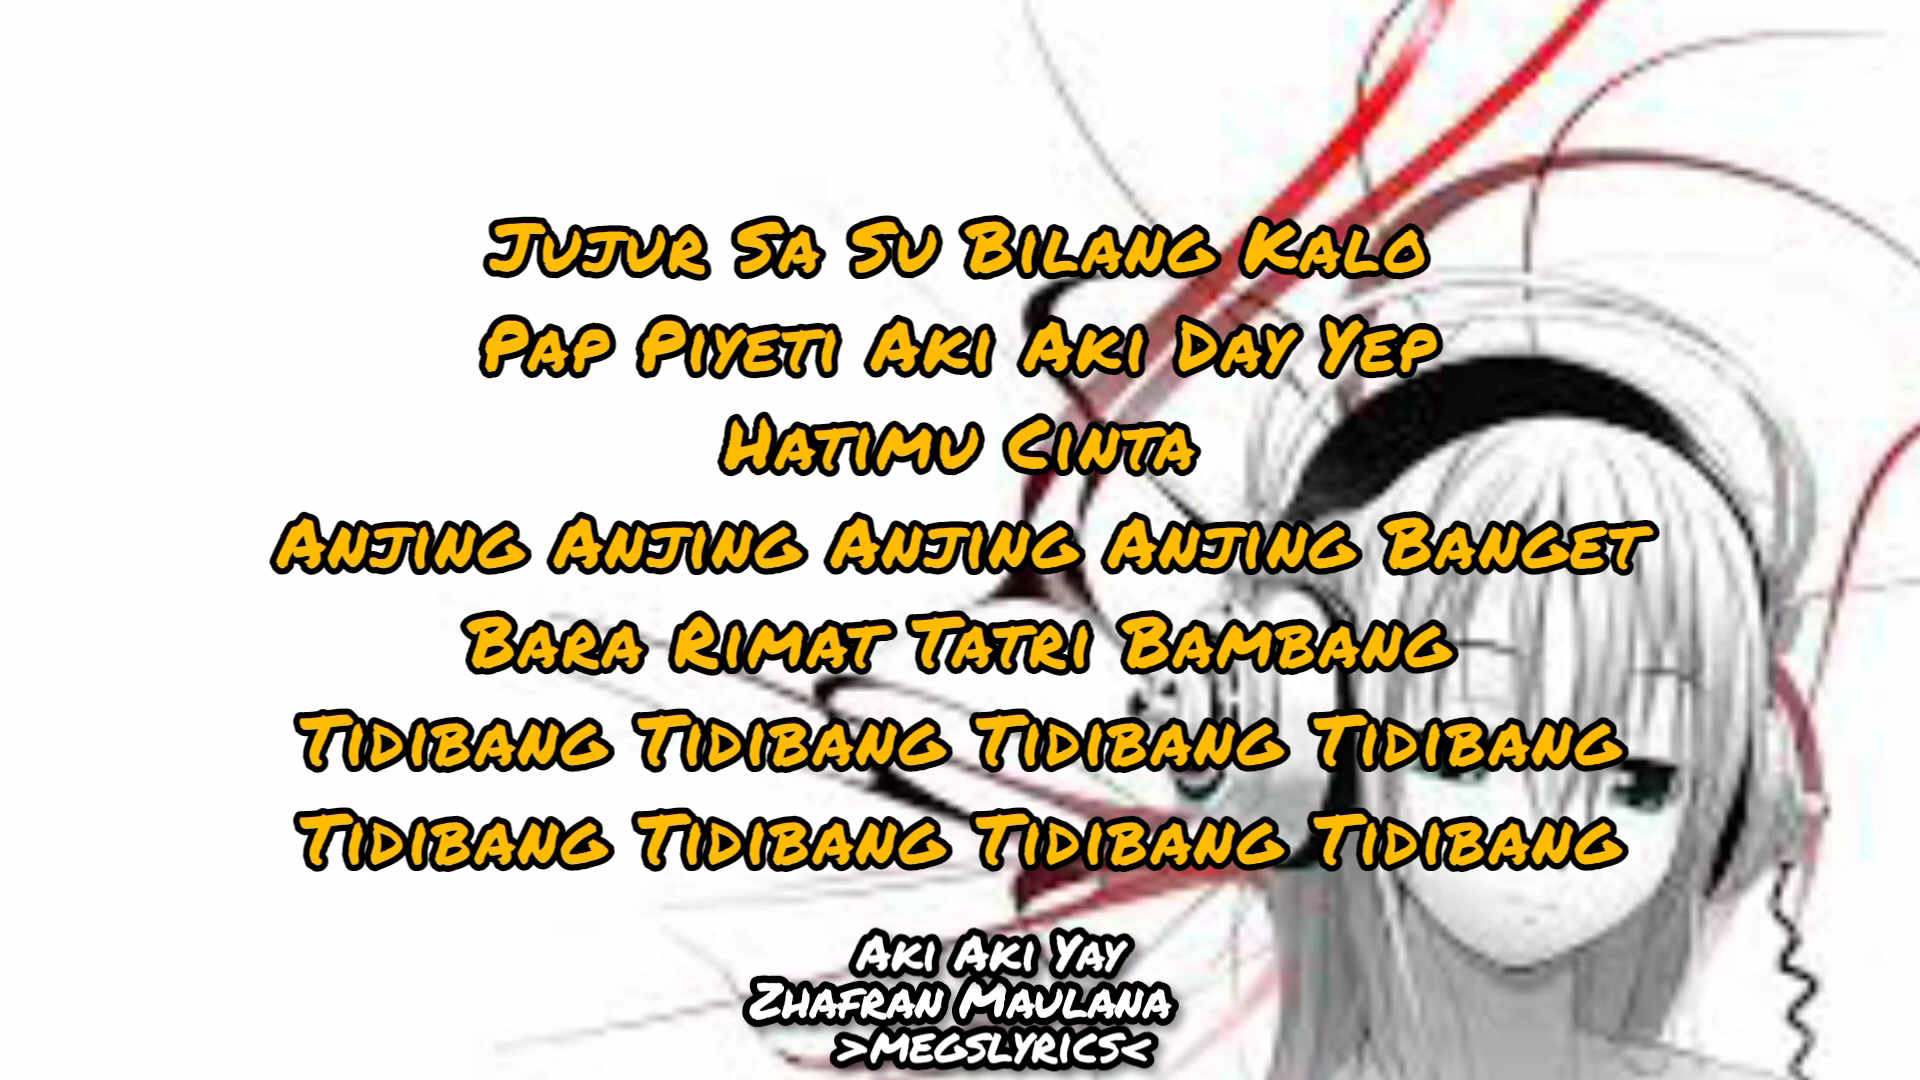 Jujur Sa Su Bilang Kalo
Pap Piyeti Aki Aki Day Yep
Hatimu Cinta
Anjing Anjing Anjing Anjing Banget
Bara Rimat Tatri Bambang
Tidibang Tidibang Tidibang Tidibang
Tidibang Tidibang Tidibang Tidibang
Aki Aki Yay
Zhafran Maulana
>megslyrics<